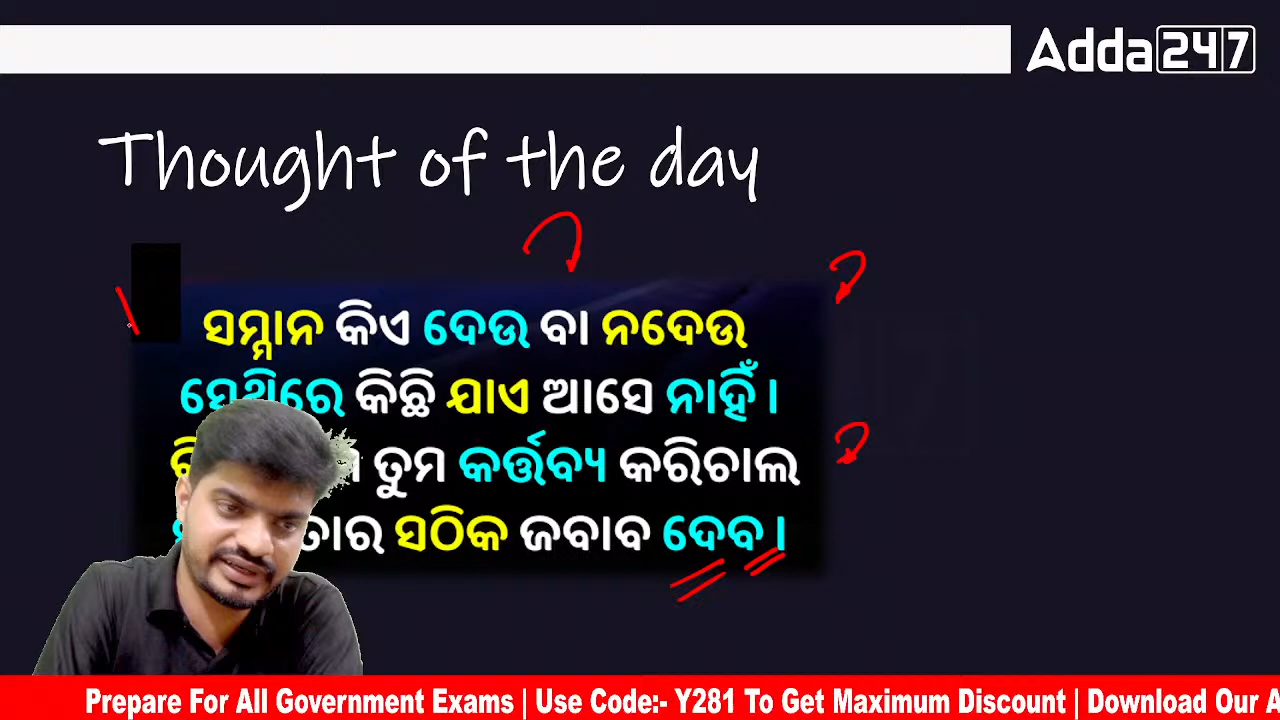 Adda247
Thought of the day
ସମ୍ମାନ କିଏ ଦେଉ ବା ନଦେଉ
ସେଥିରେ କିଛି ଯାଏ ଆସେ ନାହିଁ ।
ତୁମ କର୍ତ୍ତବ୍ୟ କରିଚାଲ
ତାର ସଠିକ ଜବାବ ଦେବ ।
Prepare For All Government Exams | Use Code:- Y281 To Get Maximum Discount | Download Our